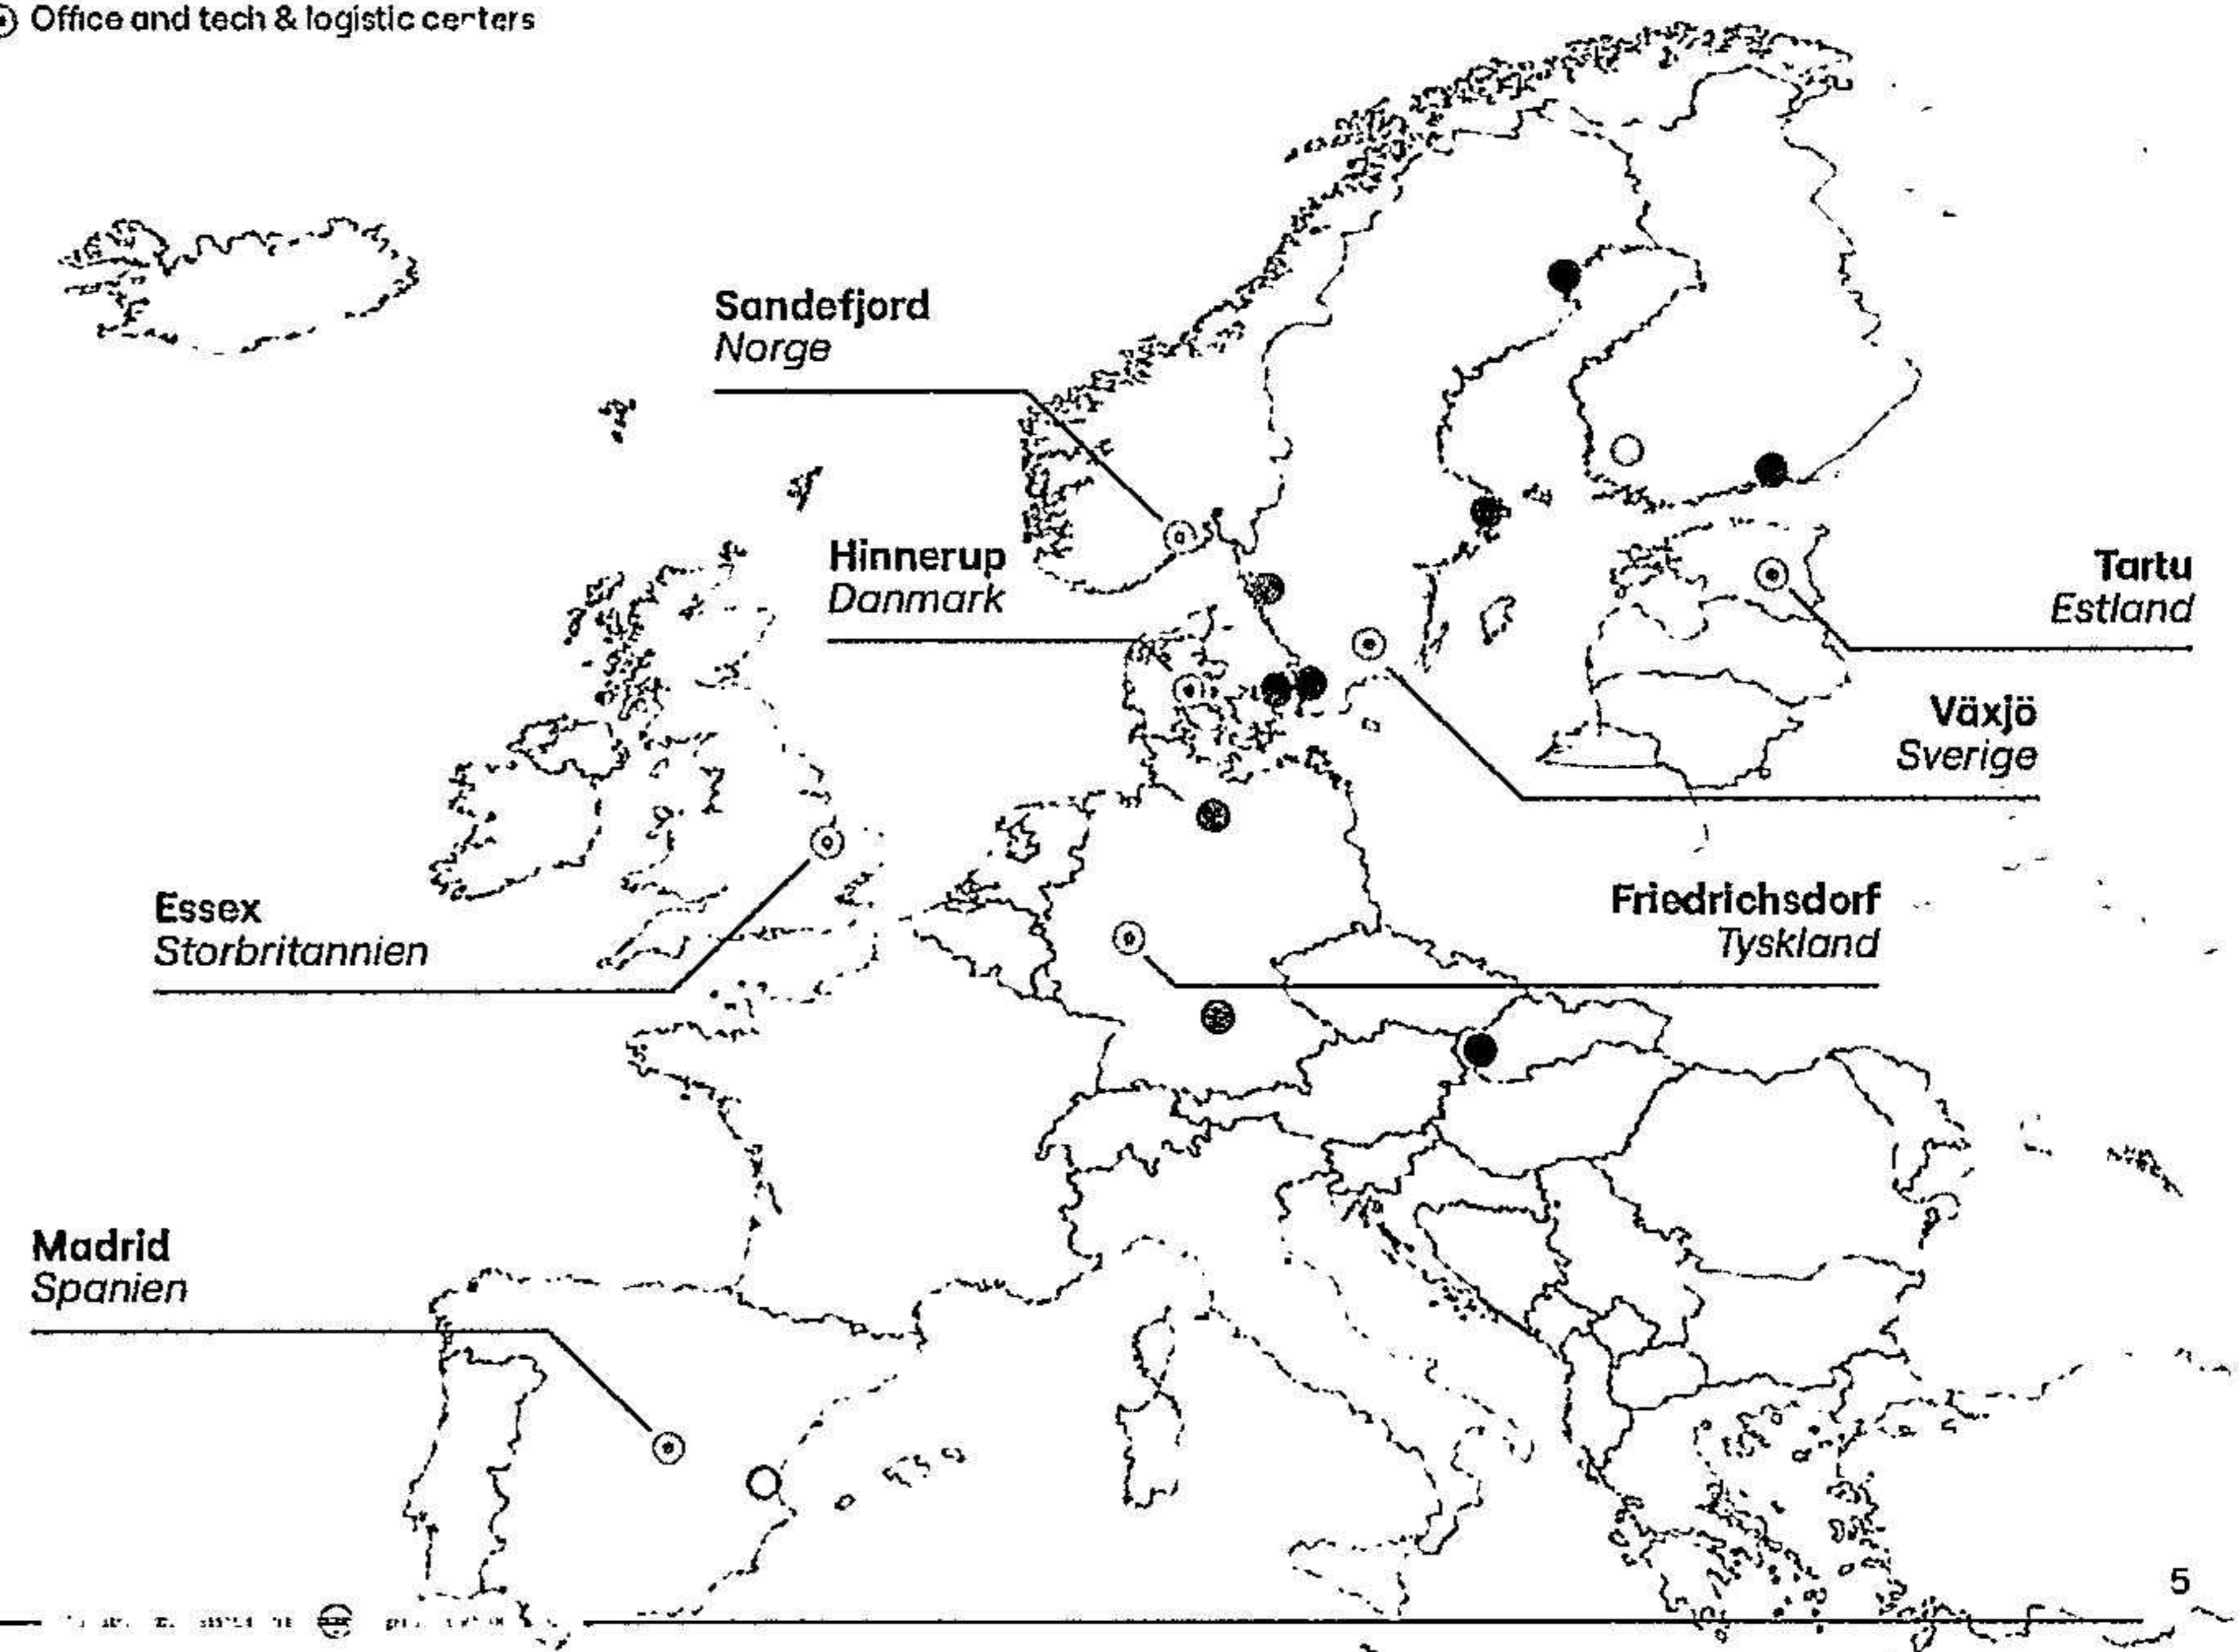 Office and tech & logistic centers
Sandefjord
Norge
Hinnerup
Danmark
Tartu
Estland
Växjö
Sverige
Essex
Storbritannien
Friedrichsdorf
Tyskland
Madrid
Spanien
5